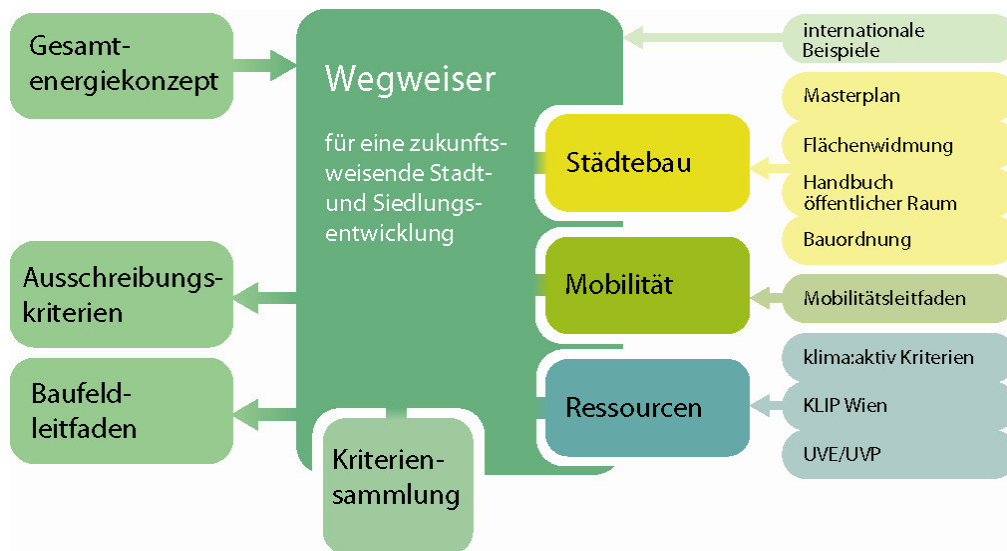 Gesamt-
energiekonzept
Ausschreibungs-
kriterien
Baufeld-
leitfaden
Wegweiser
für eine zukunfts-
weisende Stadt-
und Siedlungs-
entwicklung
Kriterien-
sammlung
Städtebau
Mobilität
Ressourcen
internationale
Beispiele
Masterplan
Flächenwidmung
Handbuch
öffentlicher Raum
Bauordnung
Mobilitätsleitfaden
klima:aktiv Kriterien
KLIP Wien
UVE/UVP